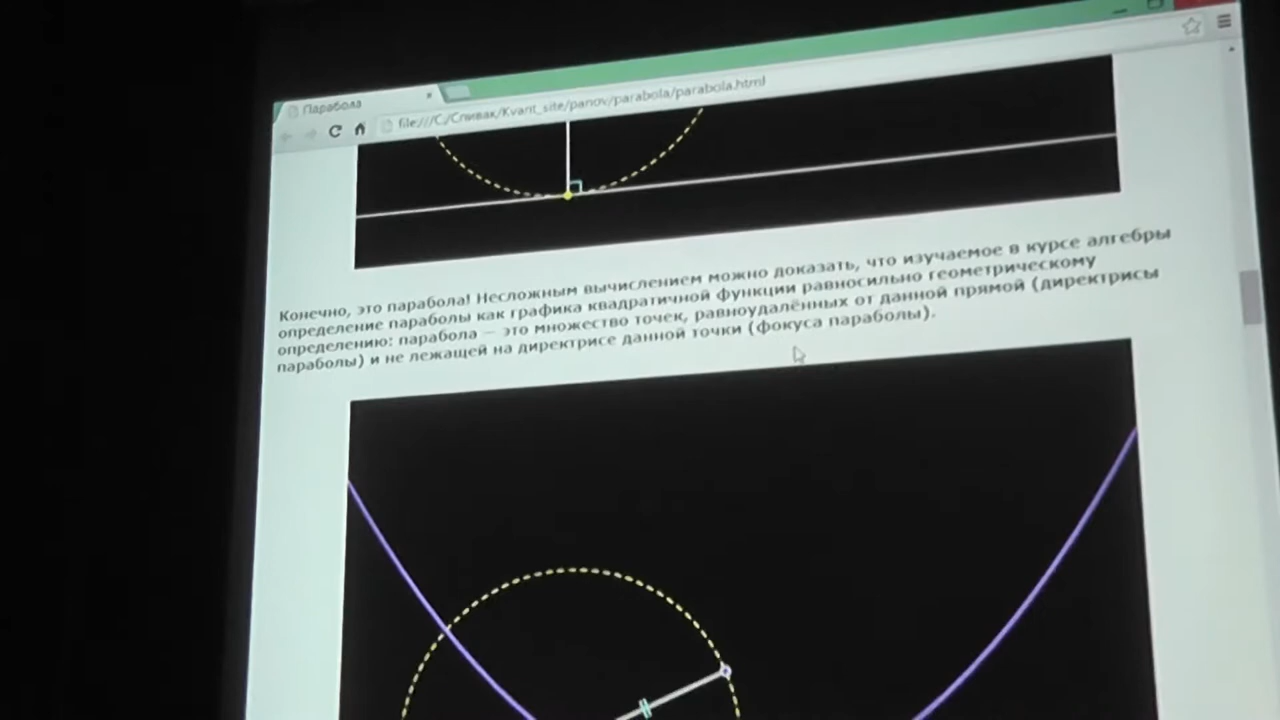 Парабола
file:///C:/Спивак/Kvant_site/panov/parabola/parabola.html
Конечно, это парабола! Несложным вычислением можно доказать, что изучаемое в курсе алгебры
определение параболы как графика квадратичной функции равносильно геометрическому
определению: парабола — это множество точек, равноудалённых от данной прямой (директрисы
параболы) и не лежащей на директрисе данной точки (фокуса параболы).